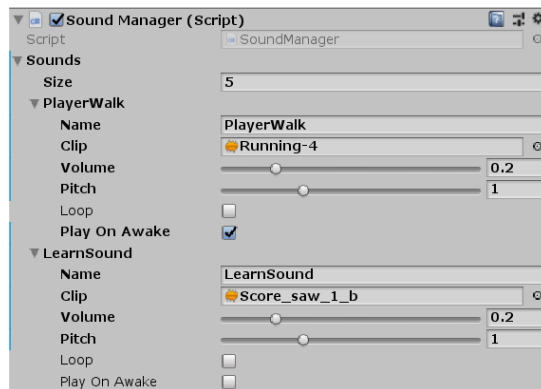 Sound Manager (Script)
Script SoundManager
Sounds
Size 5
PlayerWalk
Name PlayerWalk
Clip Running-4
Volume 0.2
Pitch 1
Loop
Play On Awake
LearnSound
Name LearnSound
Clip Score_saw_1_b
Volume 0.2
Pitch 1
Loop
Play On Awake